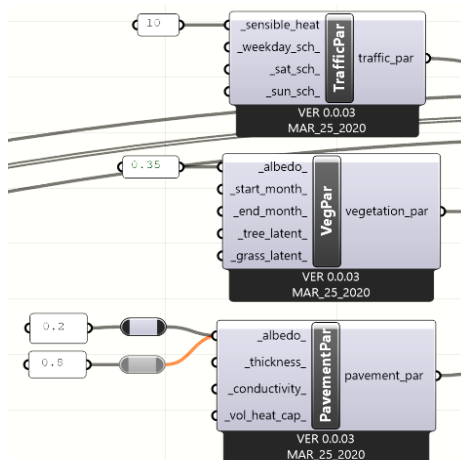 10
_sensible_heat
_weekday_sch_
_sat_sch_
_sun_sch_
TrafficPar
traffic_par
VER 0.0.03
MAR_25_2020
0.35
_albedo_
_start_month_
_end_month_
_tree_latent_
_grass_latent_
VegPar
vegetation_par
VER 0.0.03
MAR_25_2020
0.2
0.8
_albedo_
_thickness_
_conductivity_
_vol_heat_cap_
PavementPar
pavement_par
VER 0.0.03
MAR_25_2020